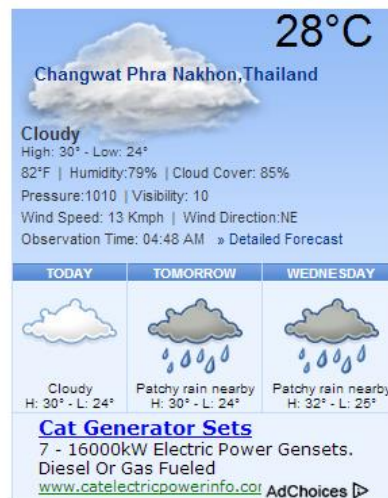 28°C
Changwat Phra Nakhon,Thailand
Cloudy
High: 30° - Low: 24°
82°F | Humidity:79% | Cloud Cover: 85%
Pressure:1010 | Visibility: 10
Wind Speed: 13 Kmph | Wind Direction:NE
Observation Time: 04:48 AM » Detailed Forecast
TODAY TOMORROW WEDNESDAY
Cloudy Patchy rain nearby Patchy rain nearby
H: 30° - L: 24° H: 30° - L: 24° H: 32° - L: 25°
Cat Generator Sets
7 - 16000kW Electric Power Gensets.
Diesel Or Gas Fueled
www.catelectricpowerinfo.cor AdChoices